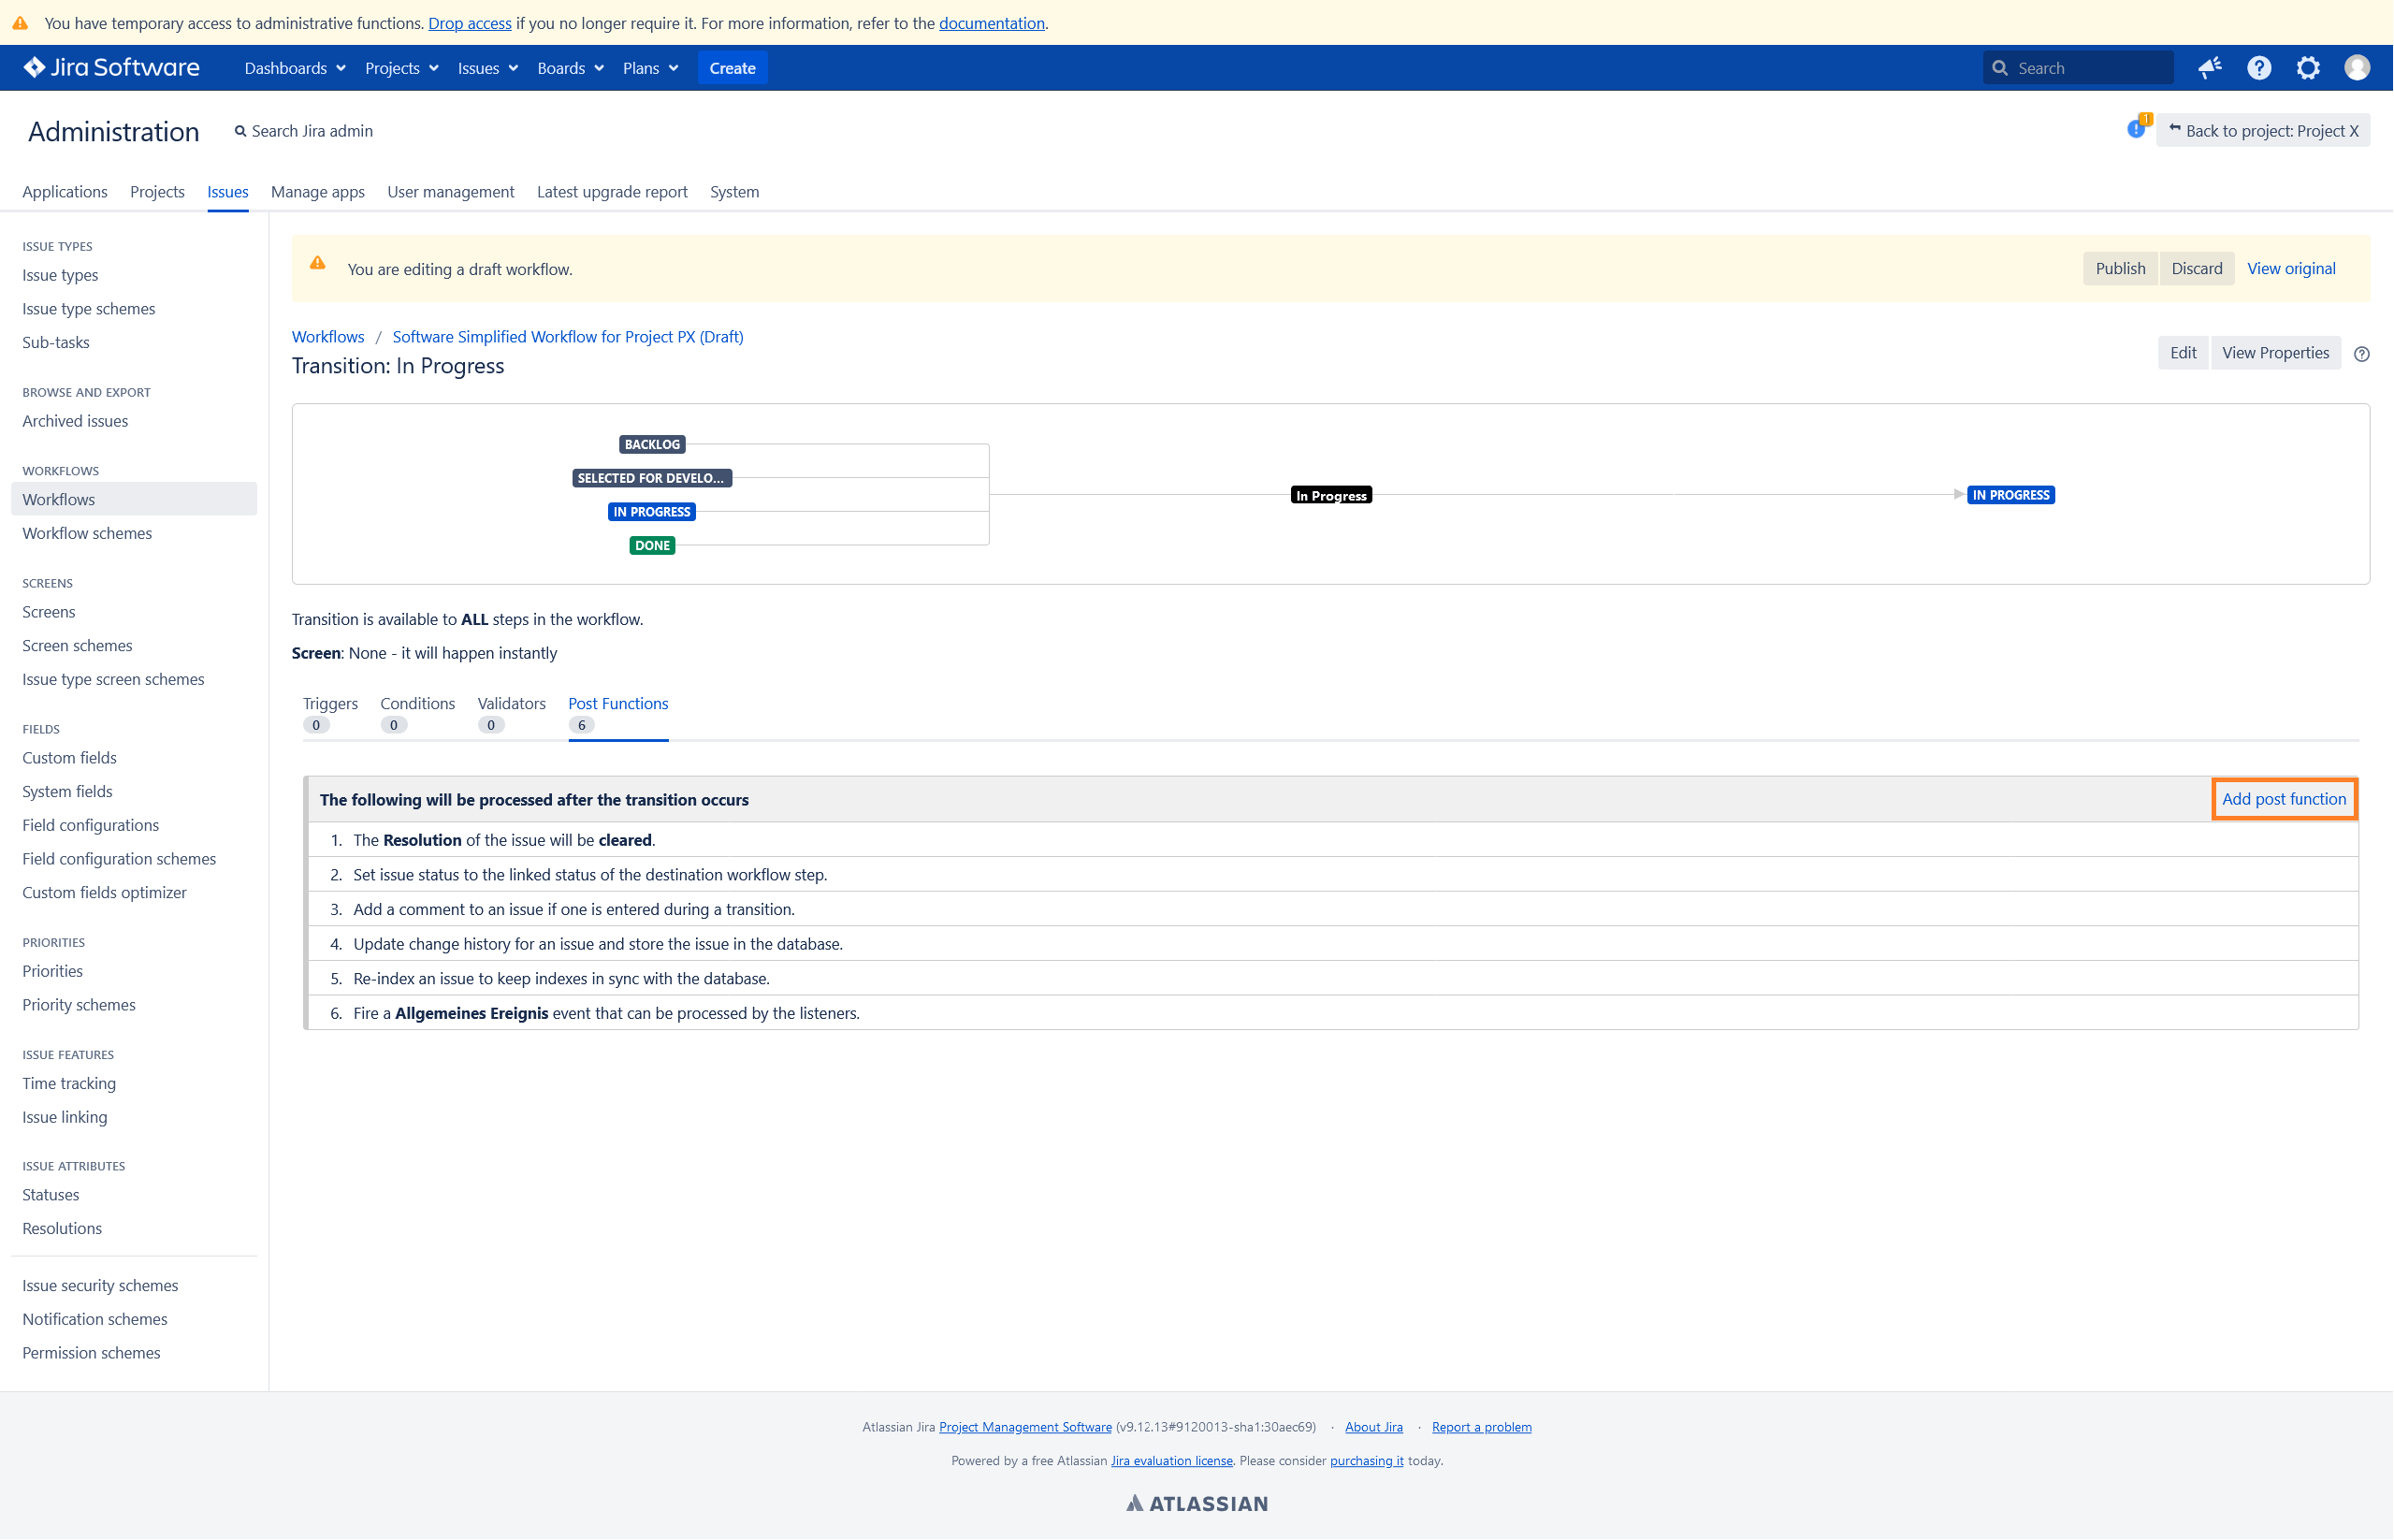 You have temporary access to administrative functions. Drop access if you no longer require it. For more information, refer to the documentation.
Jira Software Dashboards Projects Issues Boards Plans Create Search
Administration Search Jira admin 1 Back to project: Project X
Applications Projects Issues Manage apps User management Latest upgrade report System
ISSUE TYPES
Issue types
Issue type schemes
Sub-tasks
BROWSE AND EXPORT
Archived issues
WORKFLOWS
Workflows
Workflow schemes
SCREENS
Screens
Screen schemes
Issue type screen schemes
FIELDS
Custom fields
System fields
Field configurations
Field configuration schemes
Custom fields optimizer
PRIORITIES
Priorities
Priority schemes
ISSUE FEATURES
Time tracking
Issue linking
ISSUE ATTRIBUTES
Statuses
Resolutions
Issue security schemes
Notification schemes
Permission schemes
You are editing a draft workflow. Publish Discard View original
Workflows / Software Simplified Workflow for Project PX (Draft)
Transition: In Progress Edit View Properties
BACKLOG
SELECTED FOR DEVELO...
In Progress IN PROGRESS
IN PROGRESS
DONE
Transition is available to ALL steps in the workflow.
Screen: None - it will happen instantly
Triggers Conditions Validators Post Functions
0 0 0 6
The following will be processed after the transition occurs Add post function
1. The Resolution of the issue will be cleared.
2. Set issue status to the linked status of the destination workflow step.
3. Add a comment to an issue if one is entered during a transition.
4. Update change history for an issue and store the issue in the database.
5. Re-index an issue to keep indexes in sync with the database.
6. Fire a Allgemeines Ereignis event that can be processed by the listeners.
Atlassian Jira Project Management Software (v9.12.13#9120013-sha1:30aec69) · About Jira · Report a problem
Powered by a free Atlassian Jira evaluation license. Please consider purchasing it today.
ATLASSIAN